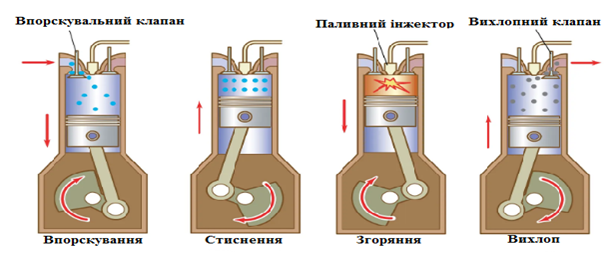 Впорскувальний клапан
Паливний інжектор
Вихлопний клапан
Впорскування
Стиснення
Згоряння
Вихлоп